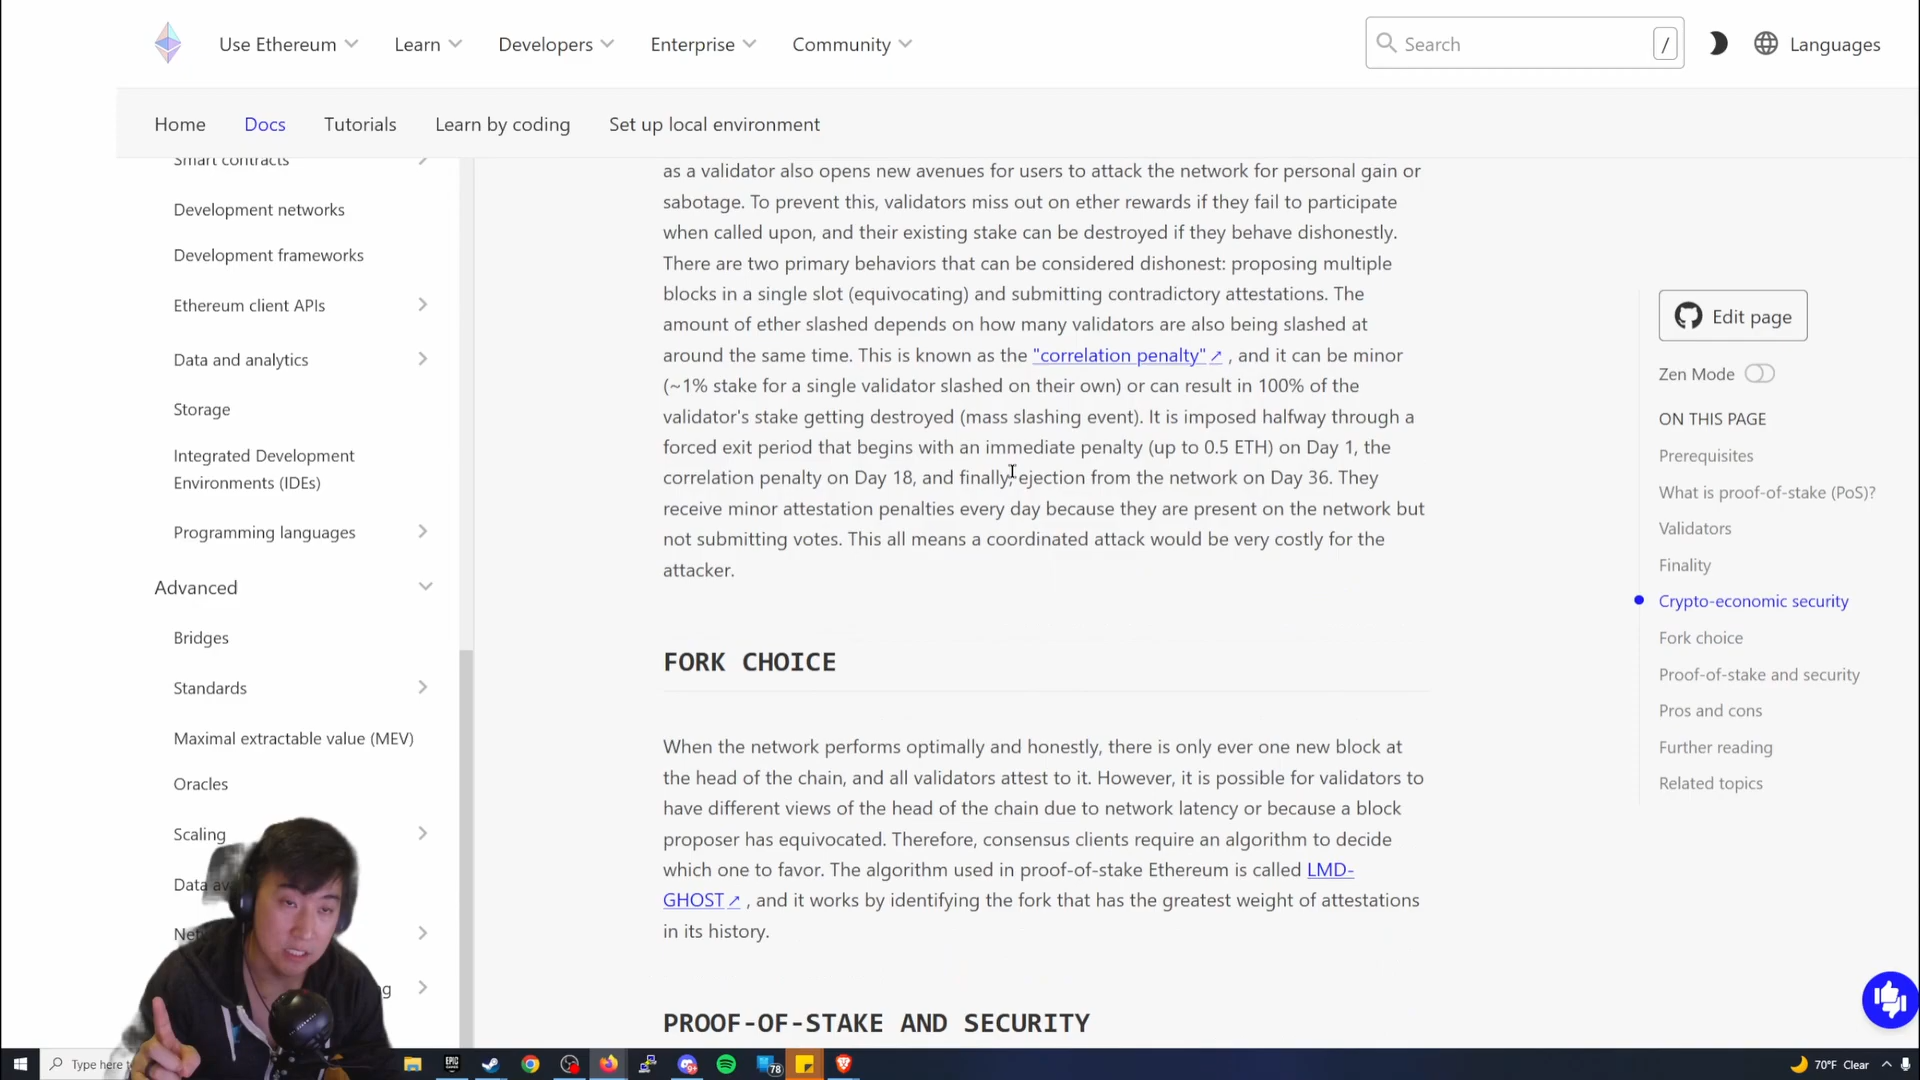 Use Ethereum
Learn
Developers
Enterprise
Community
Search
/
Languages
Home
Docs
Tutorials
Learn by coding
Set up local environment
Smart contracts
Development networks
Development frameworks
Ethereum client APIs
Data and analytics
Storage
Integrated Development
Environments (IDEs)
Programming languages
Advanced
Bridges
Standards
Maximal extractable value (MEV)
Oracles
Scaling
as a validator also opens new avenues for users to attack the network for personal gain or
sabotage. To prevent this, validators miss out on ether rewards if they fail to participate
when called upon, and their existing stake can be destroyed if they behave dishonestly.
There are two primary behaviors that can be considered dishonest: proposing multiple
blocks in a single slot (equivocating) and submitting contradictory attestations. The
amount of ether slashed depends on how many validators are also being slashed at
around the same time. This is known as the "correlation penalty"↗ , and it can be minor
(~1% stake for a single validator slashed on their own) or can result in 100% of the
validator's stake getting destroyed (mass slashing event). It is imposed halfway through a
forced exit period that begins with an immediate penalty (up to 0.5 ETH) on Day 1, the
correlation penalty on Day 18, and finally, ejection from the network on Day 36. They
receive minor attestation penalties every day because they are present on the network but
not submitting votes. This all means a coordinated attack would be very costly for the
attacker.
FORK CHOICE
When the network performs optimally and honestly, there is only ever one new block at
the head of the chain, and all validators attest to it. However, it is possible for validators to
have different views of the head of the chain due to network latency or because a block
proposer has equivocated. Therefore, consensus clients require an algorithm to decide
which one to favor. The algorithm used in proof-of-stake Ethereum is called LMD-
GHOST↗ , and it works by identifying the fork that has the greatest weight of attestations
in its history.
PROOF-OF-STAKE AND SECURITY
Edit page
Zen Mode
ON THIS PAGE
Prerequisites
What is proof-of-stake (PoS)?
Validators
Finality
Crypto-economic security
Fork choice
Proof-of-stake and security
Pros and cons
Further reading
Related topics
Type here
EPIC
78
70°F Clear